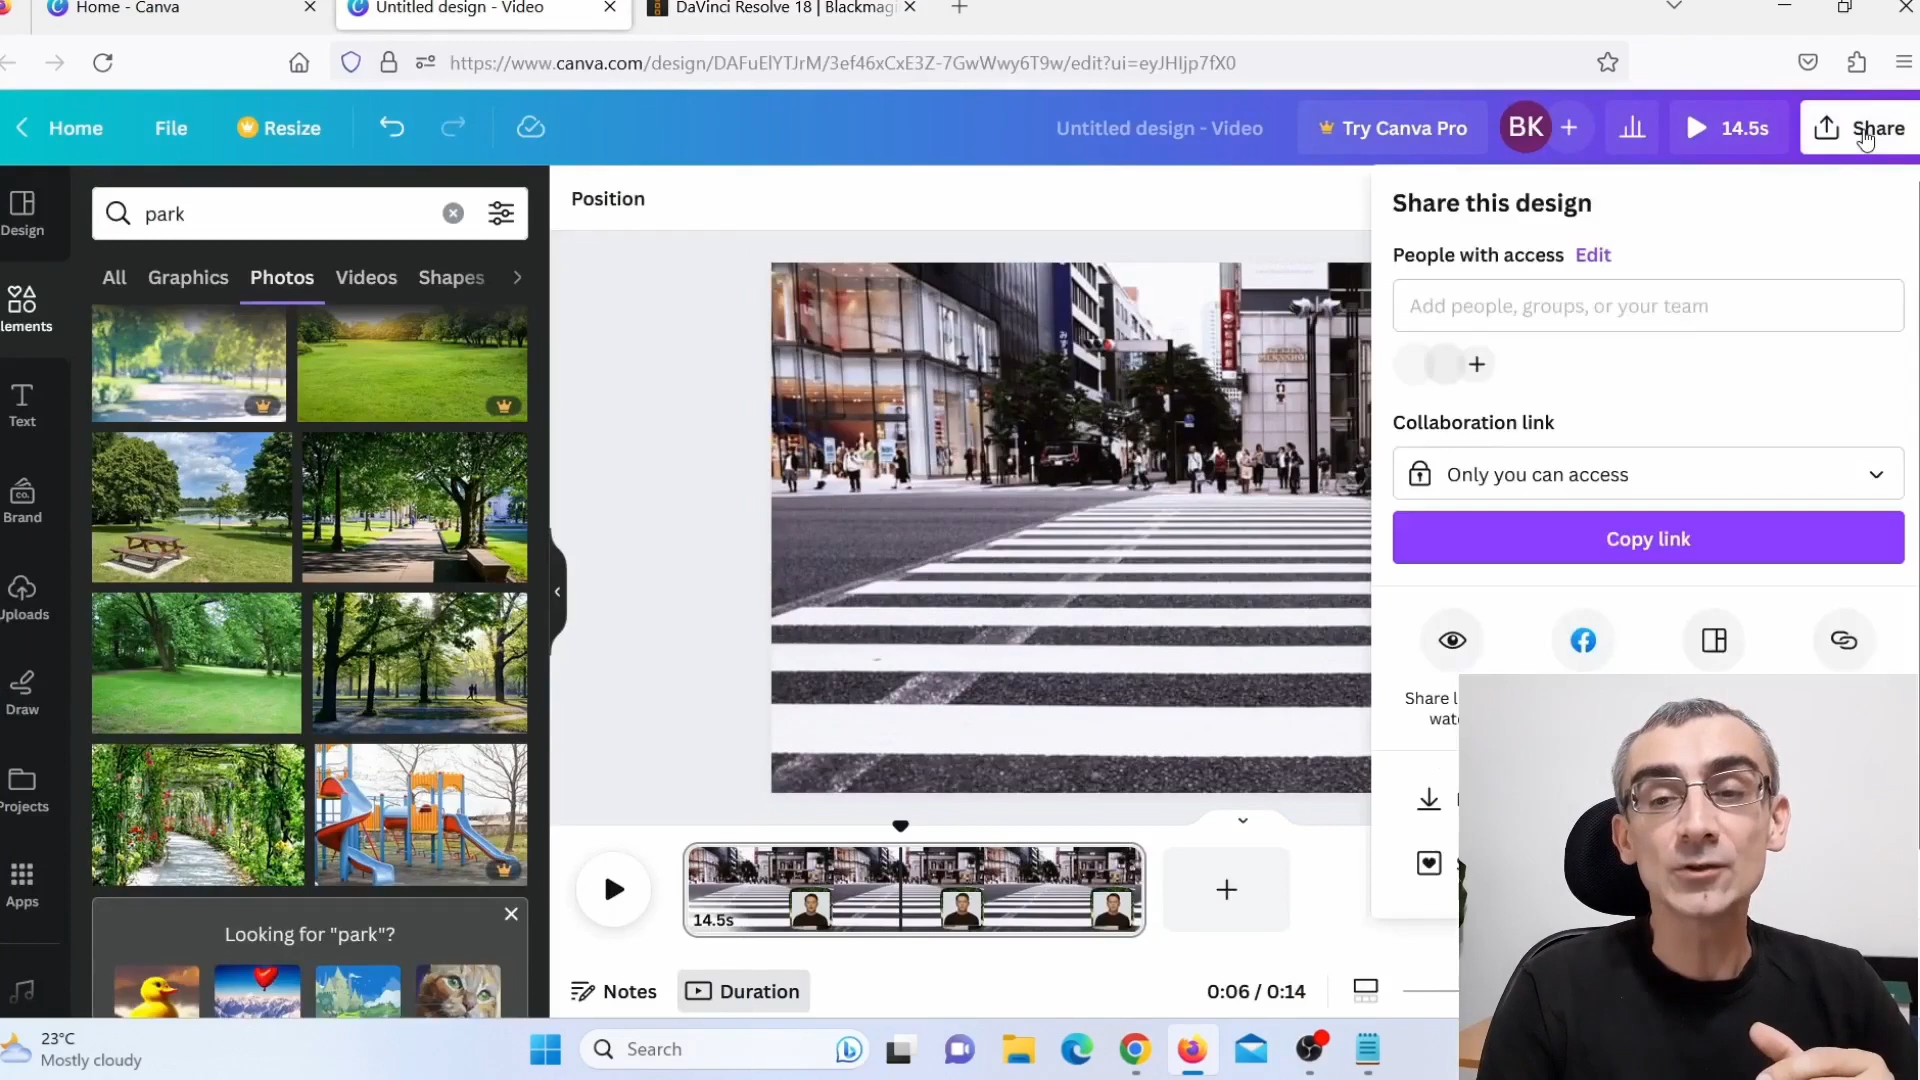 Home - Canva
Untitled design - Video
DaVinci Resolve 18 | Blackmagi
https://www.canva.com/design/DAFuElYTJrM/3ef46xCxE3Z-7GwWwy6T9w/edit?ui=eyJHIjp7fX0
Home
File
Resize
Untitled design - Video
Try Canva Pro
BK
14.5s
Share
Design
lements
Text
Brand
Uploads
Draw
Projects
Apps
park
All
Graphics
Photos
Videos
Shapes
Looking for "park"?
Position
Share this design
People with access Edit
Add people, groups, or your team
Collaboration link
Only you can access
Copy link
Share l
wat
14.5s
Notes
Duration
0:06 / 0:14
23°C
Mostly cloudy
Search